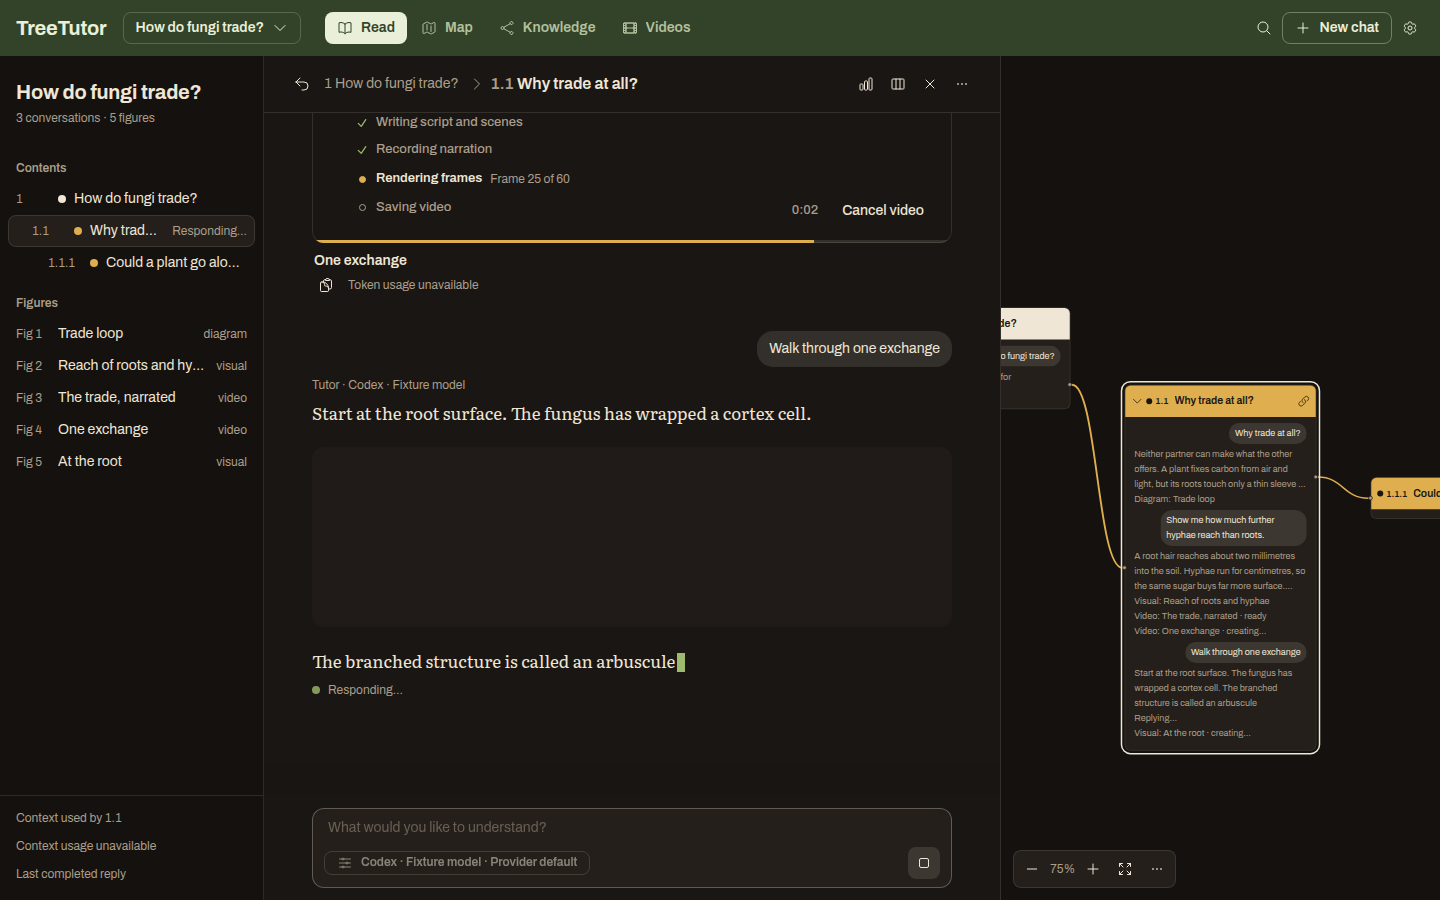 TreeTutor
How do fungi trade?
Read
Map
Knowledge
Videos
New chat
How do fungi trade?
3 conversations · 5 figures
Contents
1 How do fungi trade?
1.1 Why trad... Responding...
1.1.1 Could a plant go alo...
Figures
Fig 1 Trade loop diagram
Fig 2 Reach of roots and hy... visual
Fig 3 The trade, narrated video
Fig 4 One exchange video
Fig 5 At the root visual
Context used by 1.1
Context usage unavailable
Last completed reply
1 How do fungi trade? 1.1 Why trade at all?
Writing script and scenes
Recording narration
Rendering frames Frame 25 of 60
Saving video
0:02 Cancel video
One exchange
Token usage unavailable
Walk through one exchange
Tutor · Codex · Fixture model
Start at the root surface. The fungus has wrapped a cortex cell.
The branched structure is called an arbuscule
Responding...
What would you like to understand?
Codex · Fixture model · Provider default
de?
o fungi trade?
for
1.1 Why trade at all?
Why trade at all?
Neither partner can make what the other
offers. A plant fixes carbon from air and
light, but its roots touch only a thin sleeve ...
Diagram: Trade loop
Show me how much further
hyphae reach than roots.
A root hair reaches about two millimetres
into the soil. Hyphae run for centimetres, so
the same sugar buys far more surface....
Visual: Reach of roots and hyphae
Video: The trade, narrated · ready
Video: One exchange · creating...
Walk through one exchange
Start at the root surface. The fungus has
wrapped a cortex cell. The branched
structure is called an arbuscule
Replying...
Visual: At the root · creating...
1.1.1 Could
75%